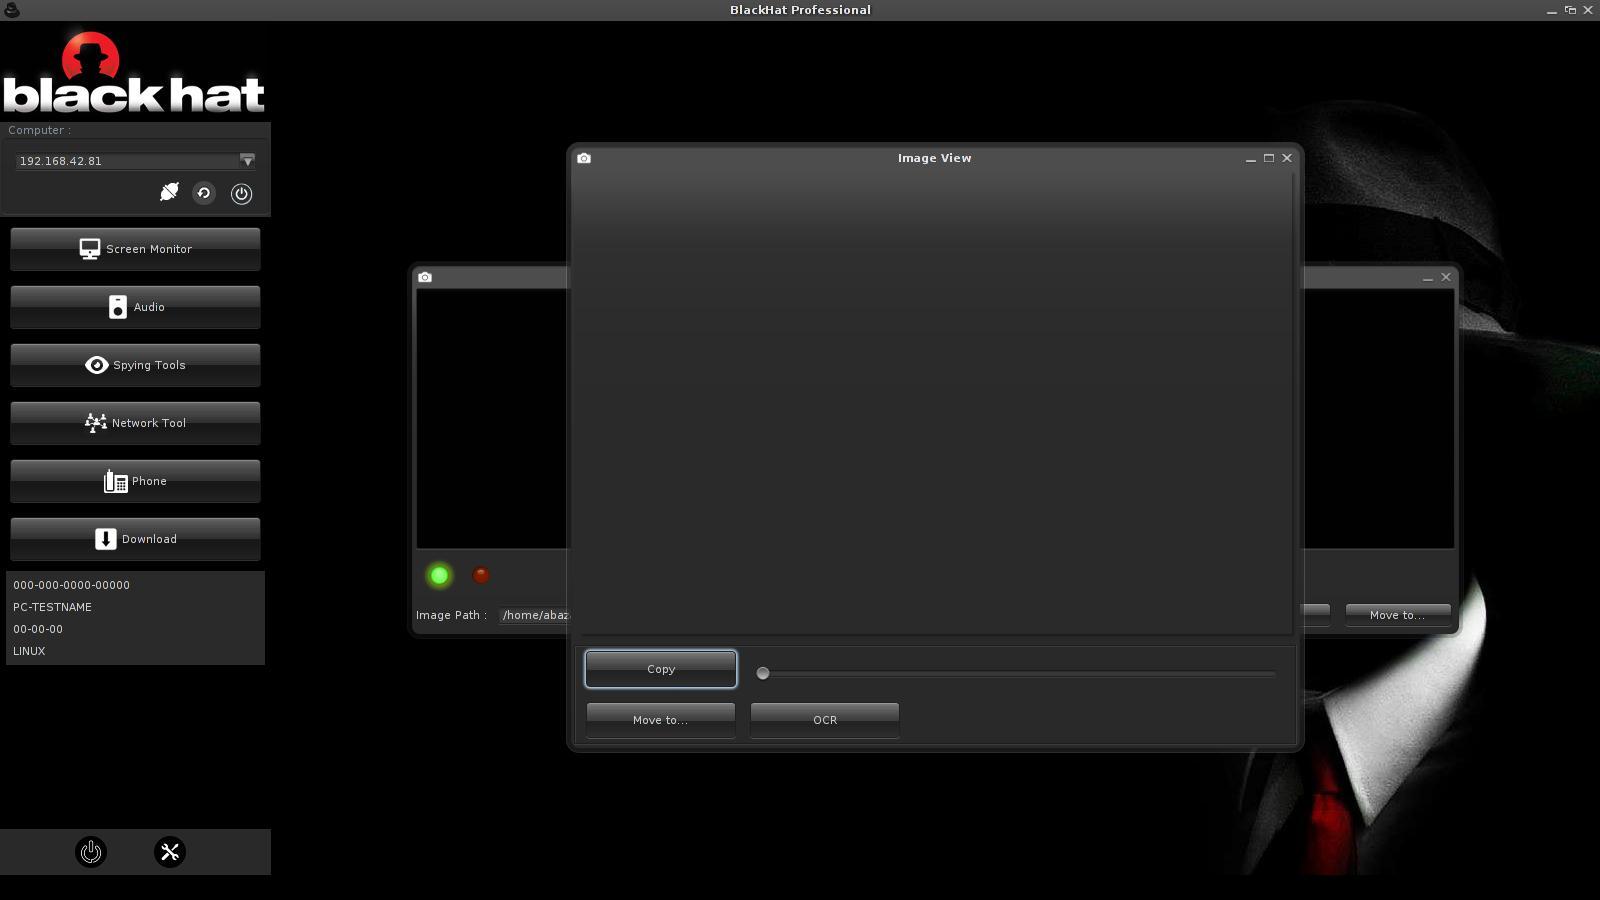 BlackHat Professional
black hat
Computer :
192.168.42.81
Screen Monitor
Audio
Spying Tools
Network Tool
Phone
Download
000-000-0000-00000
PC-TESTNAME
00-00-00
LINUX
Image View
Image Path : /home/abaz
Move to...
Copy
Move to... OCR